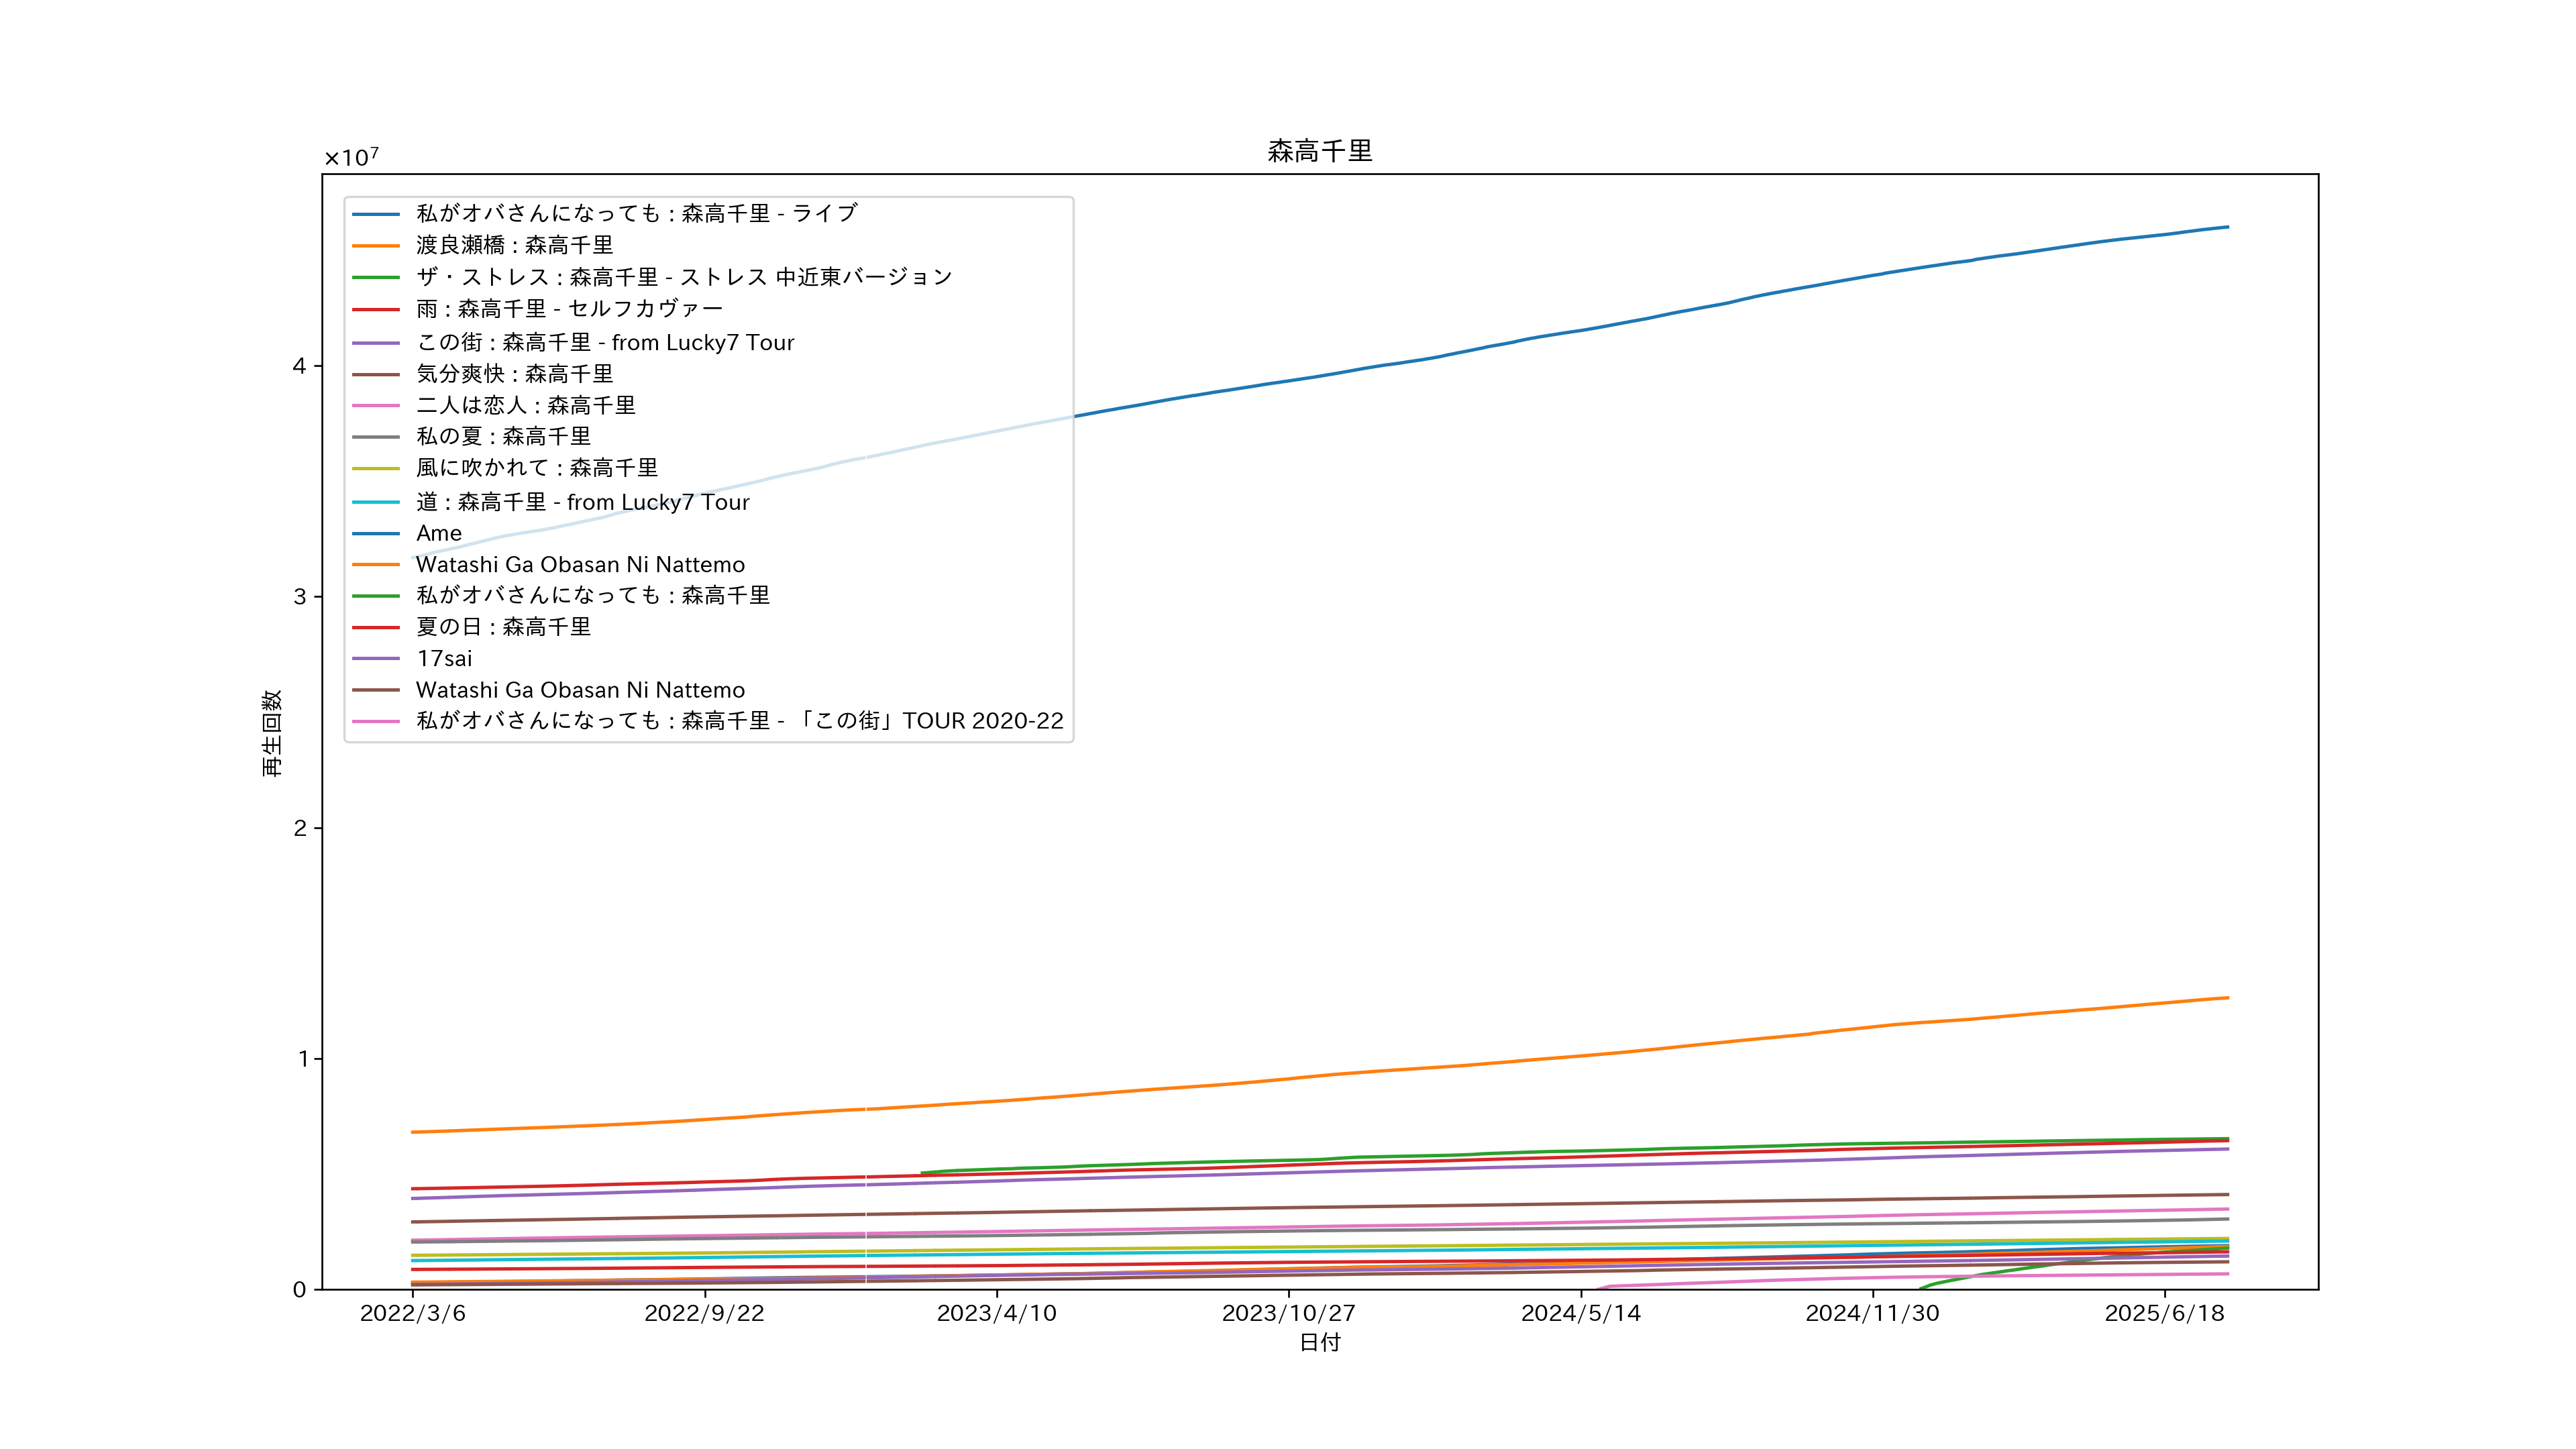 森高千里
×10⁷
私がオバさんになっても : 森高千里 - ライブ
渡良瀬橋 : 森高千里
ザ・ストレス : 森高千里 - ストレス 中近東バージョン
雨 : 森高千里 - セルフカヴァー
この街 : 森高千里 - from Lucky7 Tour
気分爽快 : 森高千里
二人は恋人 : 森高千里
私の夏 : 森高千里
風に吹かれて : 森高千里
道 : 森高千里 - from Lucky7 Tour
Ame
Watashi Ga Obasan Ni Nattemo
私がオバさんになっても : 森高千里
夏の日 : 森高千里
17sai
Watashi Ga Obasan Ni Nattemo
私がオバさんになっても : 森高千里 - 「この街」TOUR 2020-22
4
3
2
1
0
再生回数
2022/3/6 2022/9/22 2023/4/10 2023/10/27 2024/5/14 2024/11/30 2025/6/18
日付